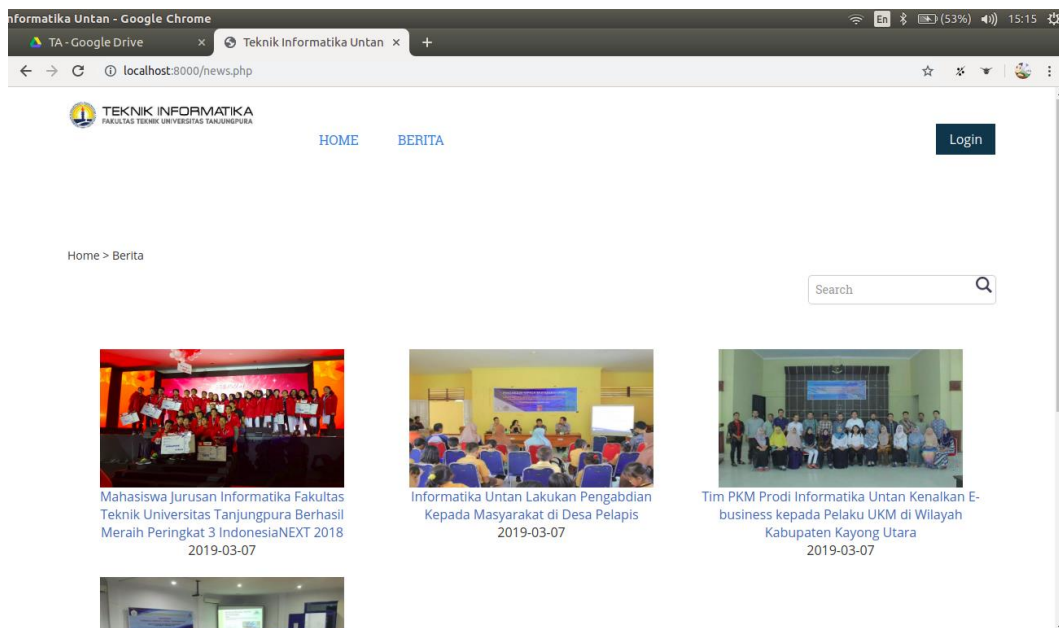 nformatika Untan - Google Chrome
En (53%) 15:15
TA - Google Drive × Teknik Informatika Untan × +
localhost:8000/news.php
TEKNIK INFORMATIKA
FAKULTAS TEKNIK UNIVERSITAS TANJUNGPURA
HOME BERITA
Login
Home > Berita
Search
Mahasiswa Jurusan Informatika Fakultas
Teknik Universitas Tanjungpura Berhasil
Meraih Peringkat 3 IndonesiaNEXT 2018
2019-03-07
Informatika Untan Lakukan Pengabdian
Kepada Masyarakat di Desa Pelapis
2019-03-07
Tim PKM Prodi Informatika Untan Kenalkan E-
business kepada Pelaku UKM di Wilayah
Kabupaten Kayong Utara
2019-03-07